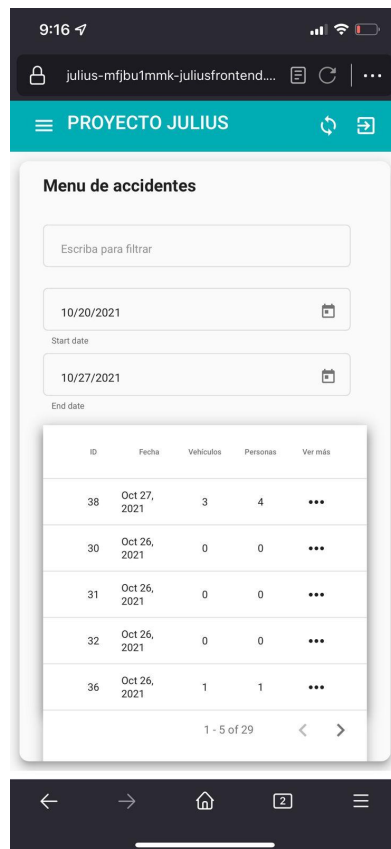 9:16
julius-mfjbu1mmk-juliusfrontend....
PROYECTO JULIUS
Menu de accidentes
Escriba para filtrar
10/20/2021
Start date
10/27/2021
End date
ID Fecha Vehículos Personas Ver más
38 Oct 27, 2021 3 4 •••
30 Oct 26, 2021 0 0 •••
31 Oct 26, 2021 0 0 •••
32 Oct 26, 2021 0 0 •••
36 Oct 26, 2021 1 1 •••
1 - 5 of 29
2